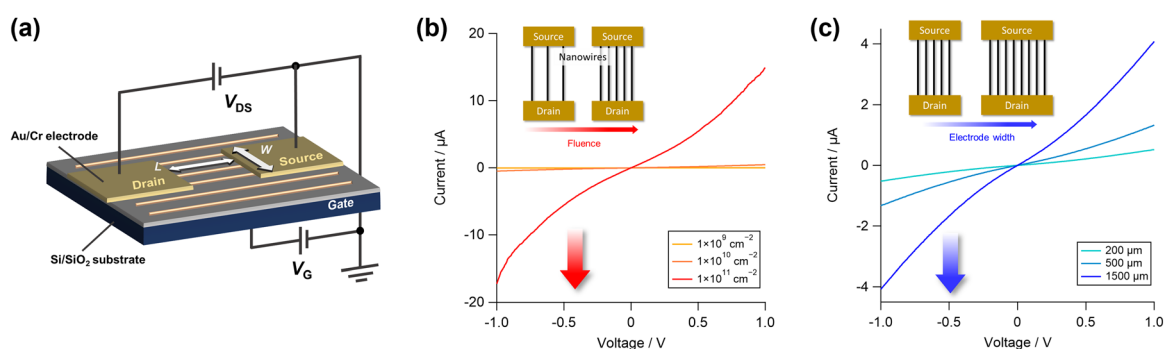 (a)
V_DS
Au/Cr electrode
L
W
Source
Drain
Gate
Si/SiO₂ substrate
V_G
(b)
Current / μA
20
10
0
-10
-20
Source
Source
Nanowires
Drain
Drain
Fluence
1×10⁹ cm⁻²
1×10¹⁰ cm⁻²
1×10¹¹ cm⁻²
-1.0
-0.5
0
0.5
1.0
Voltage / V
(c)
Current / μA
4
2
0
-2
-4
Source
Source
Drain
Drain
Electrode width
200 μm
500 μm
1500 μm
-1.0
-0.5
0
0.5
1.0
Voltage / V